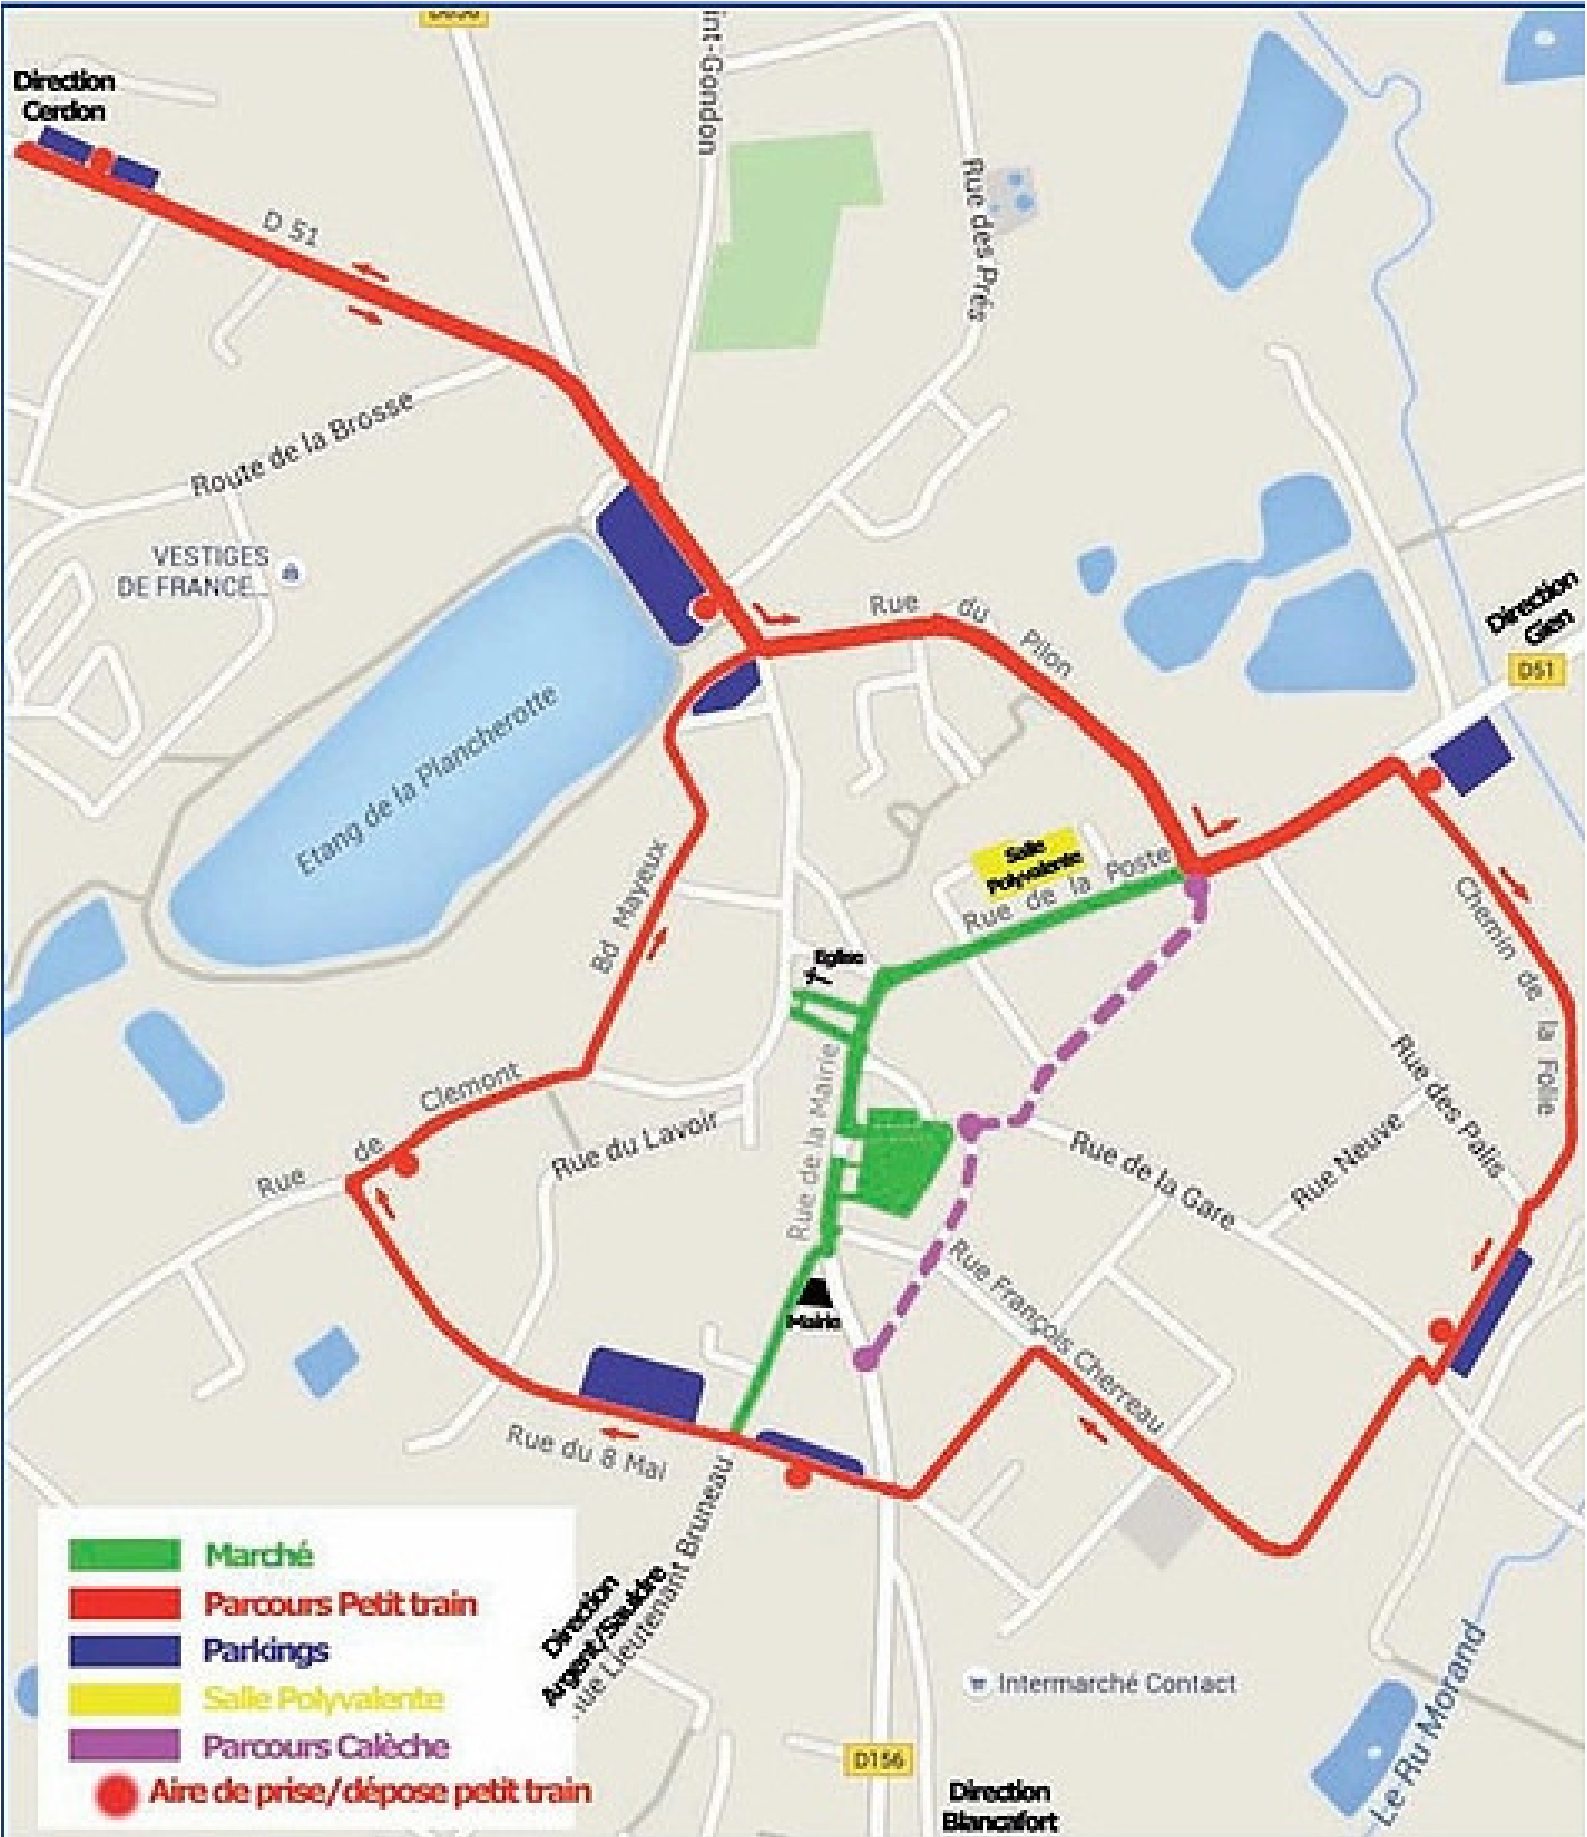 Direction
Cerdon
D 51
int-Gondon
Rue des Prés
Route de la Brosse
VESTIGES
DE FRANCE...
Etang de la Plancherotte
Rue du Pilon
Direction
Gien
D51
Salle
Polyvalente
Rue de la Poste
Bd Mayeux
Eglise
Chemin de la Folie
Rue de Clemont
Rue du Lavoir
Rue de la Mairie
Rue des Palis
Rue Neuve
Rue de la Gare
Rue François Cherreau
Mairie
Rue du 8 Mai
Direction
Argent/Sauldre
rue Lieutenant Bruneau
Marché
Parcours Petit train
Parkings
Salle Polyvalente
Parcours Calèche
Aire de prise/dépose petit train
Intermarché Contact
D156
Direction
Blancafort
Le Ru Morand